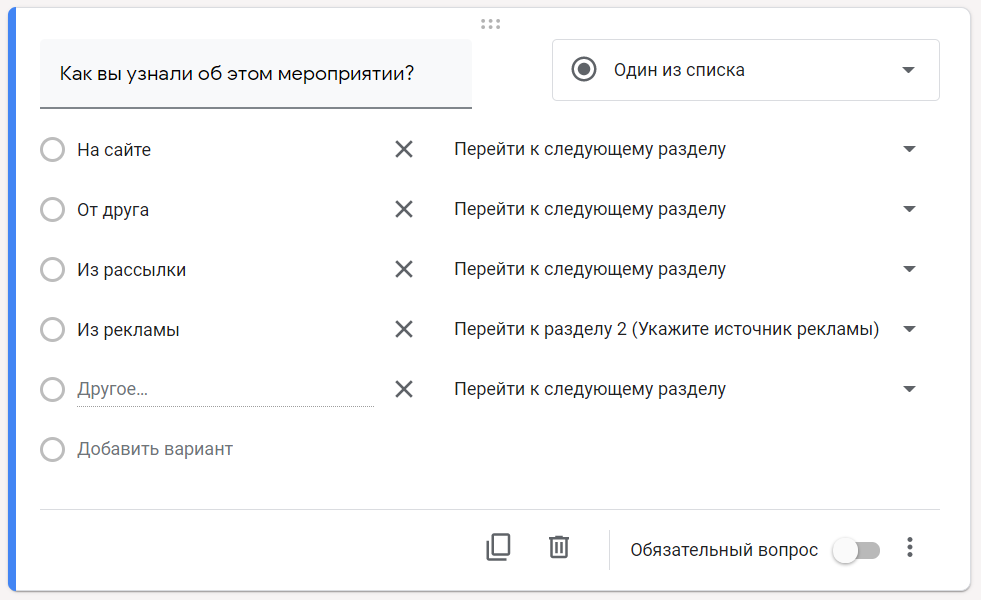 Как вы узнали об этом мероприятии?
Один из списка
На сайте Перейти к следующему разделу
От друга Перейти к следующему разделу
Из рассылки Перейти к следующему разделу
Из рекламы Перейти к разделу 2 (Укажите источник рекламы)
Другое... Перейти к следующему разделу
Добавить вариант
Обязательный вопрос